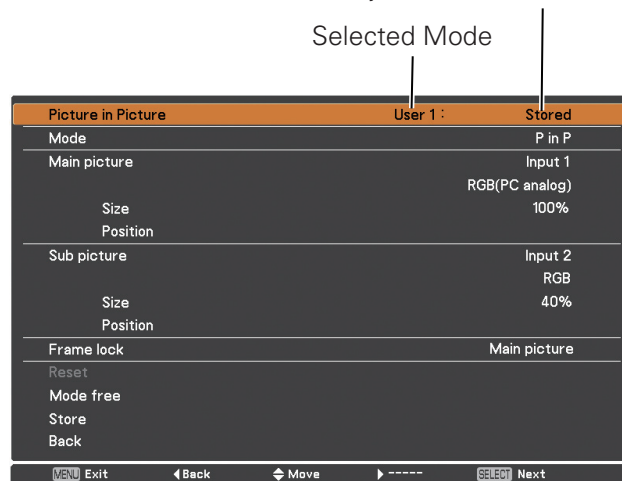 Selected Mode
Picture in Picture User 1 : Stored
Mode P in P
Main picture Input 1
RGB(PC analog)
Size 100%
Position
Sub picture Input 2
RGB
Size 40%
Position
Frame lock Main picture
Reset
Mode free
Store
Back
MENU Exit ◀Back Move ▶ ----- SELECT Next